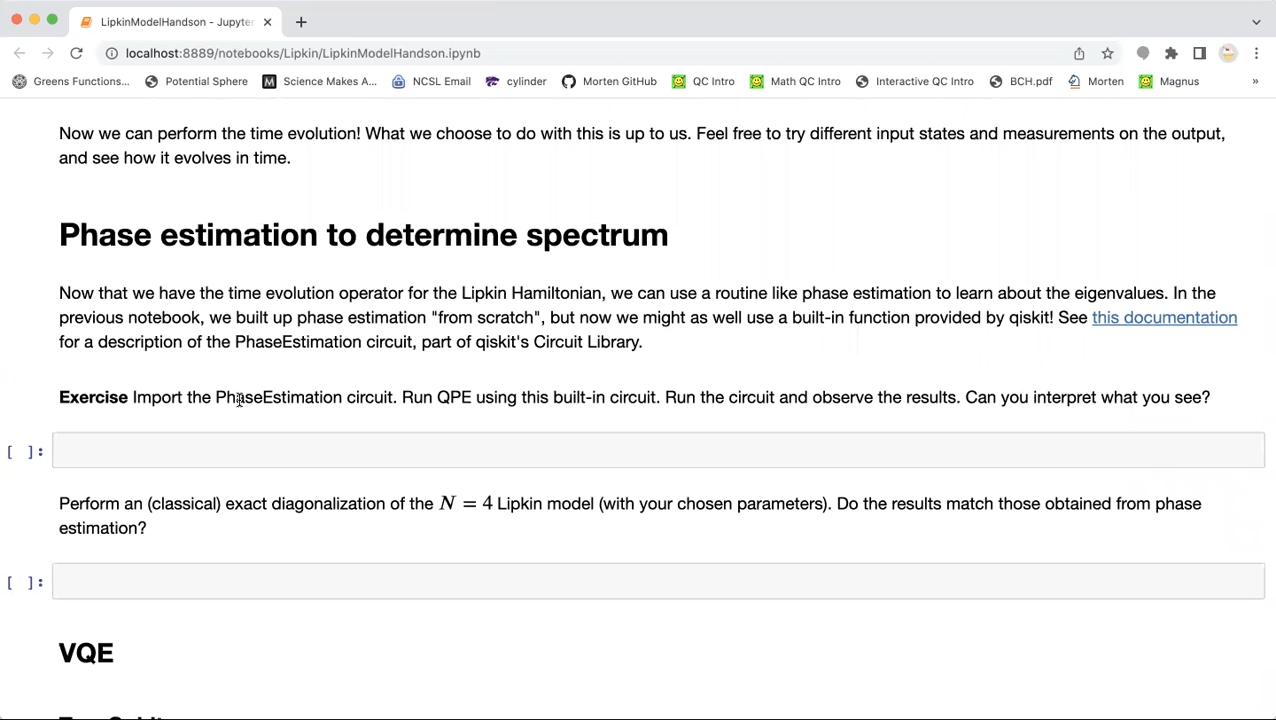 LipkinModelHandson - Jupyter
localhost:8889/notebooks/Lipkin/LipkinModelHandson.ipynb
Greens Functions... Potential Sphere Science Makes A... NCSL Email cylinder Morten GitHub QC Intro Math QC Intro Interactive QC Intro BCH.pdf Morten Magnus »
Now we can perform the time evolution! What we choose to do with this is up to us. Feel free to try different input states and measurements on the output,
and see how it evolves in time.
Phase estimation to determine spectrum
Now that we have the time evolution operator for the Lipkin Hamiltonian, we can use a routine like phase estimation to learn about the eigenvalues. In the
previous notebook, we built up phase estimation "from scratch", but now we might as well use a built-in function provided by qiskit! See this documentation
for a description of the PhaseEstimation circuit, part of qiskit's Circuit Library.
Exercise Import the PhaseEstimation circuit. Run QPE using this built-in circuit. Run the circuit and observe the results. Can you interpret what you see?
[ ]:
Perform an (classical) exact diagonalization of the N = 4 Lipkin model (with your chosen parameters). Do the results match those obtained from phase
estimation?
[ ]:
VQE